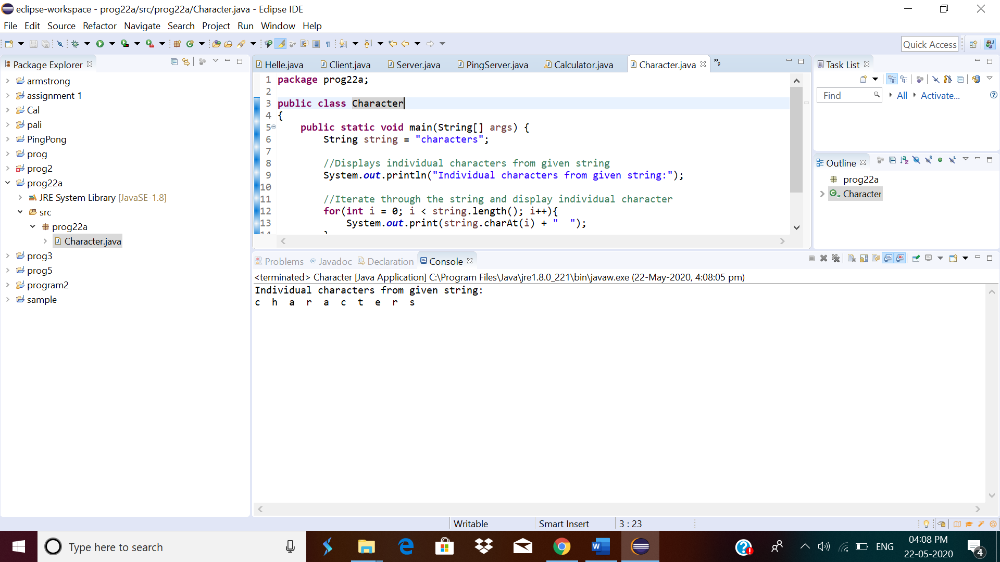 eclipse-workspace - prog22a/src/prog22a/Character.java - Eclipse IDE
File Edit Source Refactor Navigate Search Project Run Window Help
Quick Access
Package Explorer
armstrong
assignment 1
Cal
pali
PingPong
prog
prog2
prog22a
JRE System Library [JavaSE-1.8]
src
prog22a
Character.java
prog3
prog5
program2
sample
Helle.java Client.java Server.java PingServer.java Calculator.java Character.java »9
1 package prog22a;
2
3 public class Character
4 {
5 public static void main(String[] args) {
6 String string = "characters";
7
8 //Displays individual characters from given string
9 System.out.println("Individual characters from given string:");
10
11 //Iterate through the string and display individual character
12 for(int i = 0; i < string.length(); i++){
13 System.out.print(string.charAt(i) + "  ");
14 }
Task List
Find All Activate...
Outline
prog22a
Character
Problems Javadoc Declaration Console
<terminated> Character [Java Application] C:\Program Files\Java\jre1.8.0_221\bin\javaw.exe (22-May-2020, 4:08:05 pm)
Individual characters from given string:
c  h  a  r  a  c  t  e  r  s
Writable Smart Insert 3 : 23
Type here to search
ENG
04:08 PM
22-05-2020
4